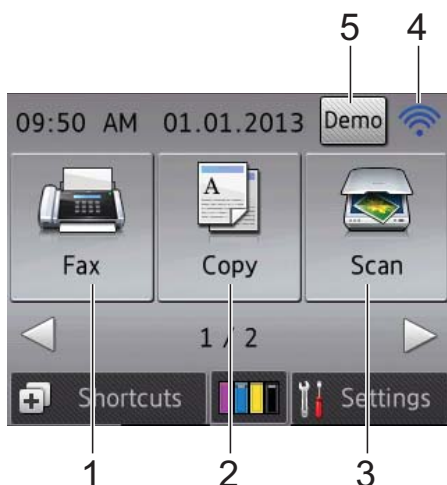 5 4
09:50 AM 01.01.2013 Demo
A
Fax Copy Scan
1 / 2
Shortcuts Settings
1 2 3